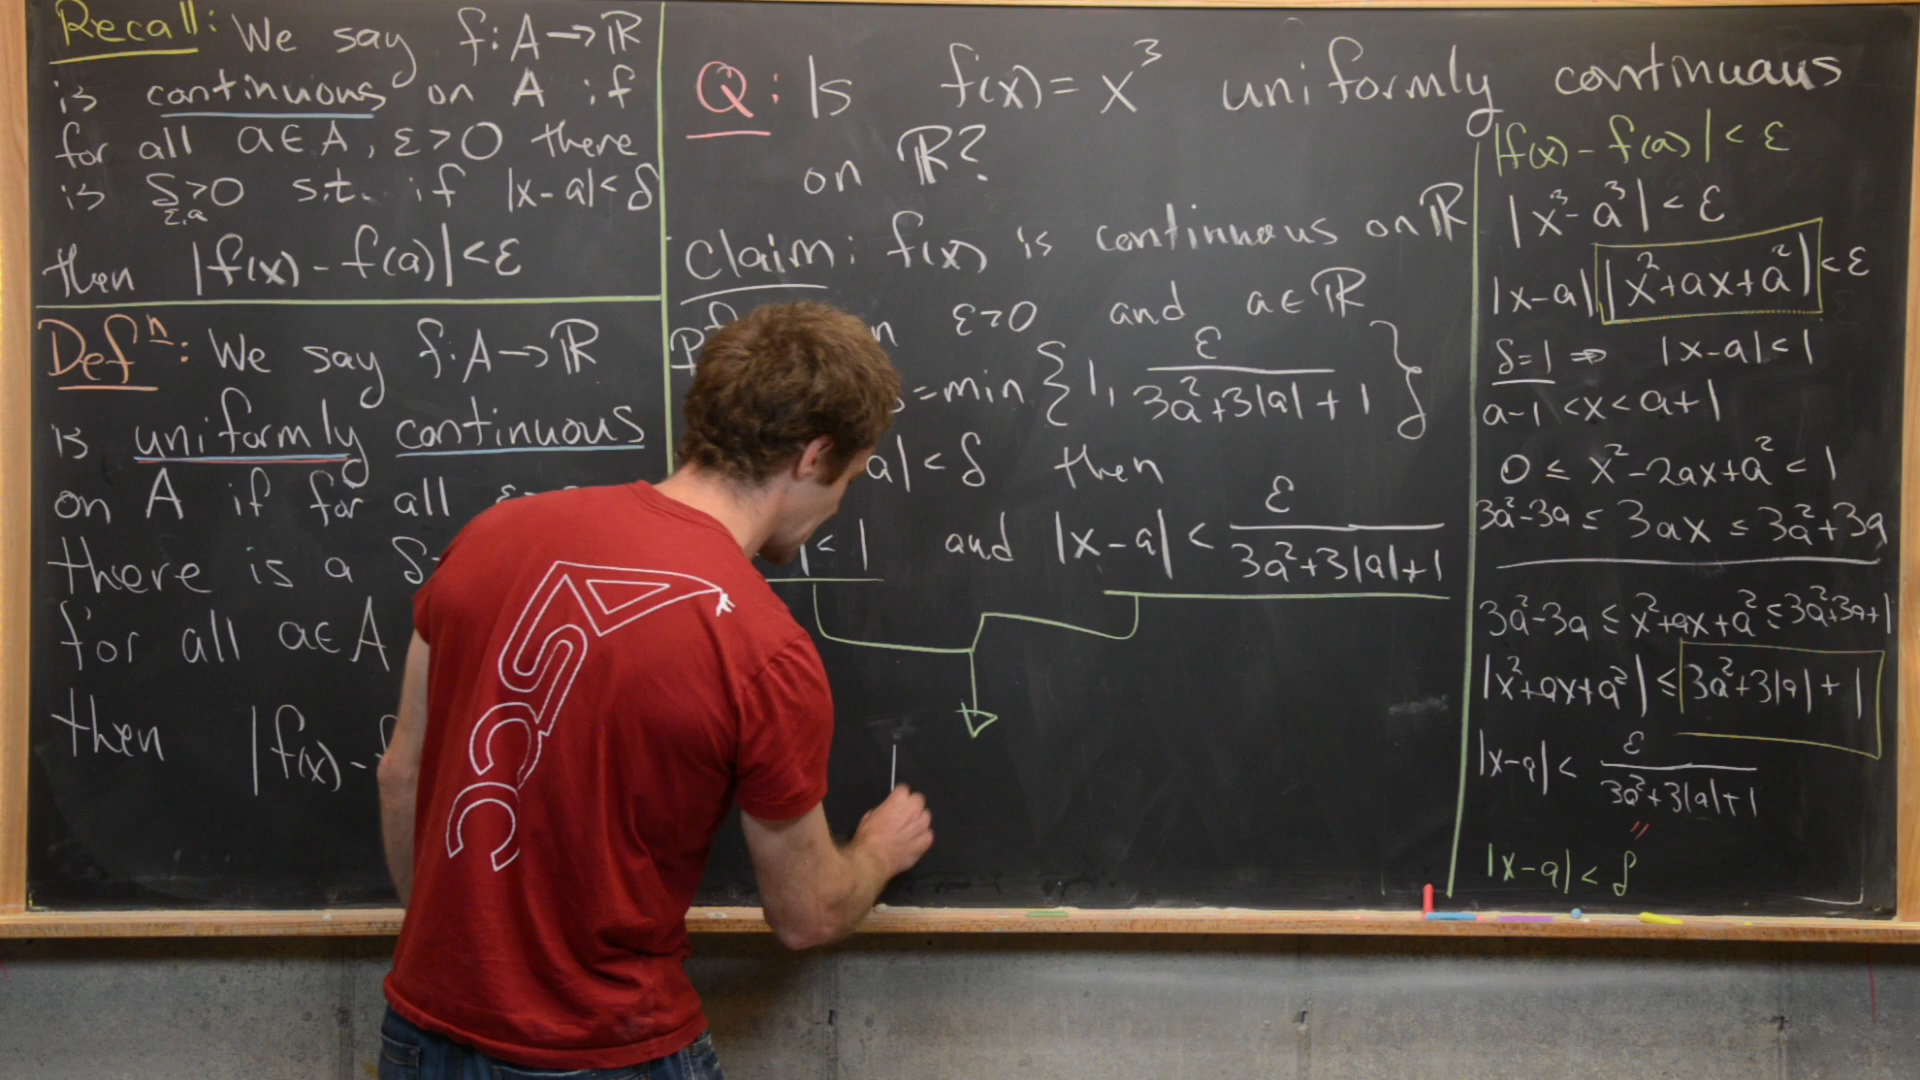 Recall: We say f: A → ℝ
is continuous on A if
for all a ∈ A, ε > 0 there
is δ > 0 s.t. if |x - a| < δ
ε,a
then |f(x) - f(a)| < ε
Defⁿ: We say f: A → ℝ
is uniformly continuous
on A if for all
there is a δ
for all a ∈ A
then |f(x) -
Q: Is f(x) = x³ uniformly continuous
on ℝ?
Claim: f(x) is continuous on ℝ
ε > 0 and a ∈ ℝ
= min { 1, ε / (3a² + 3|a| + 1) }
a| < δ then
| < 1 and |x - a| < ε / (3a² + 3|a| + 1)
|f(x) - f(a)| < ε
|x³ - a³| < ε
|x - a| |x² + ax + a²| < ε
δ = 1 ⇒ |x - a| < 1
a - 1 < x < a + 1
0 ≤ x² - 2ax + a² < 1
3a² - 3a ≤ 3ax ≤ 3a² + 3a
3a² - 3a ≤ x² + ax + a² ≤ 3a² + 3a + 1
|x² + ax + a²| ≤ 3a² + 3|a| + 1
|x - a| < ε / (3a² + 3|a| + 1)
"
|x - a| < δ
ASCC